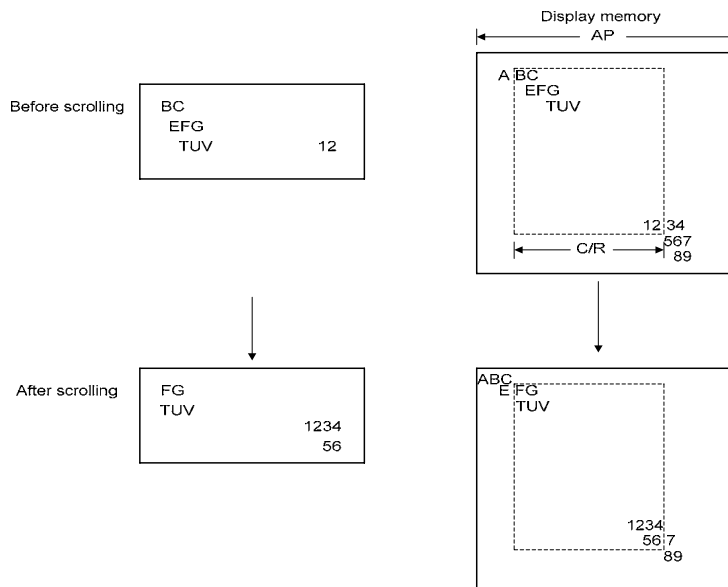 Display memory
AP
Before scrolling
BC
EFG
TUV 12
A BC
EFG
TUV
12 34
567
89
C/R
After scrolling
FG
TUV
1234
56
ABC
E FG
TUV
1234
56 7
89